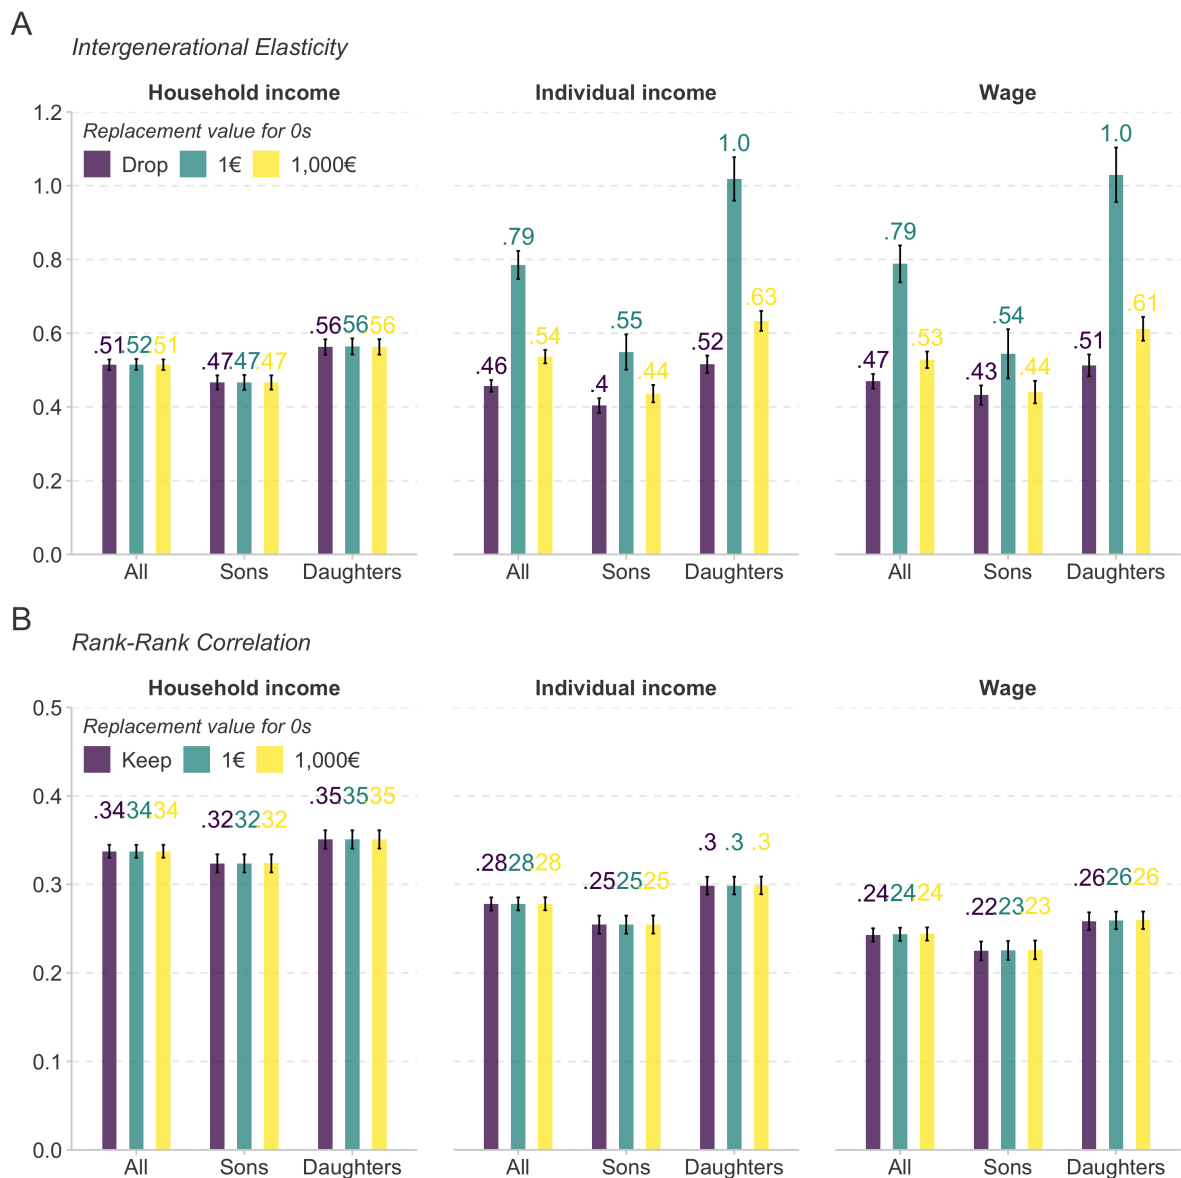 A
Intergenerational Elasticity
Household income Individual income Wage
Replacement value for 0s
Drop 1€ 1,000€
1.2
1.0
0.8
0.6
0.4
0.2
0.0
.51 .52 .51 .47 .47 .47 .56 .56 .56
.46 .79 .54 .4 .55 .44 .52 1.0 .63
.47 .79 .53 .43 .54 .44 .51 1.0 .61
All Sons Daughters All Sons Daughters All Sons Daughters
B
Rank-Rank Correlation
Household income Individual income Wage
Replacement value for 0s
Keep 1€ 1,000€
0.5
0.4
0.3
0.2
0.1
0.0
.34 .34 .34 .32 .32 .32 .35 .35 .35
.28 .28 .28 .25 .25 .25 .3 .3 .3
.24 .24 .24 .22 .23 .23 .26 .26 .26
All Sons Daughters All Sons Daughters All Sons Daughters